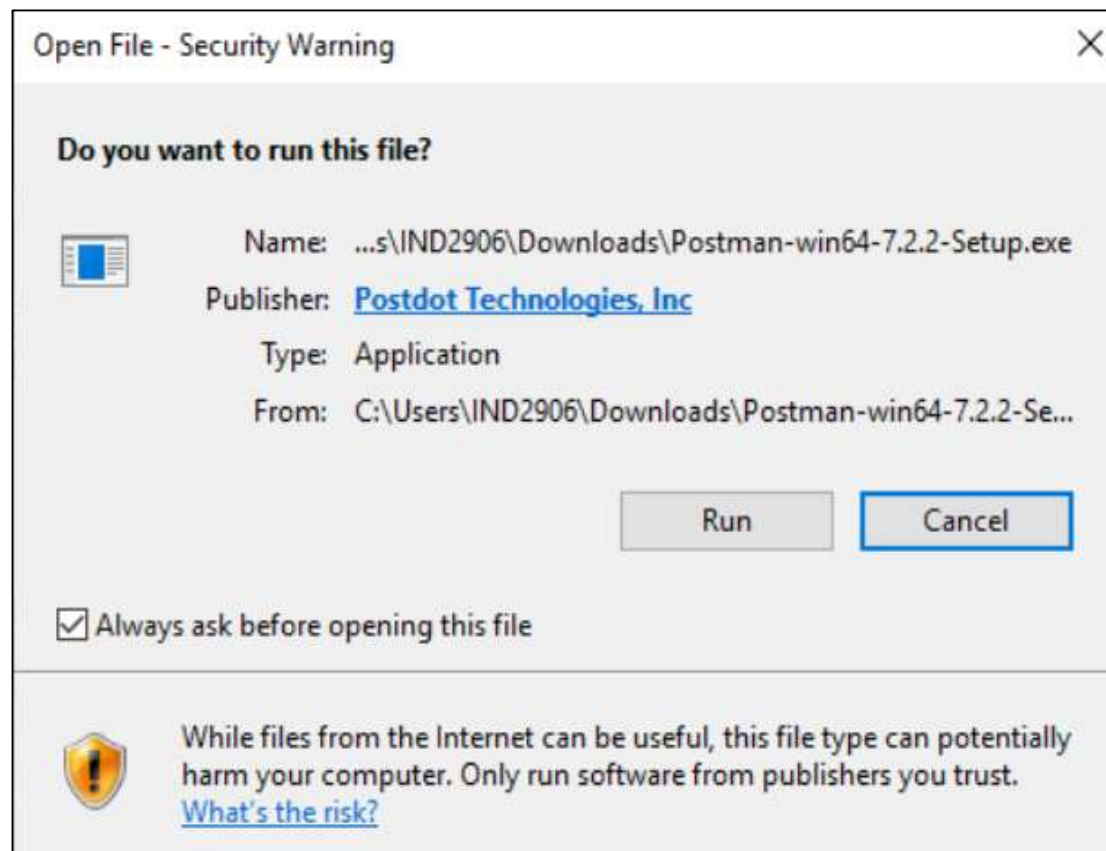 Open File - Security Warning
Do you want to run this file?
Name: ...s\IND2906\Downloads\Postman-win64-7.2.2-Setup.exe
Publisher: Postdot Technologies, Inc
Type: Application
From: C:\Users\IND2906\Downloads\Postman-win64-7.2.2-Se...
Run Cancel
Always ask before opening this file
While files from the Internet can be useful, this file type can potentially
harm your computer. Only run software from publishers you trust.
What's the risk?